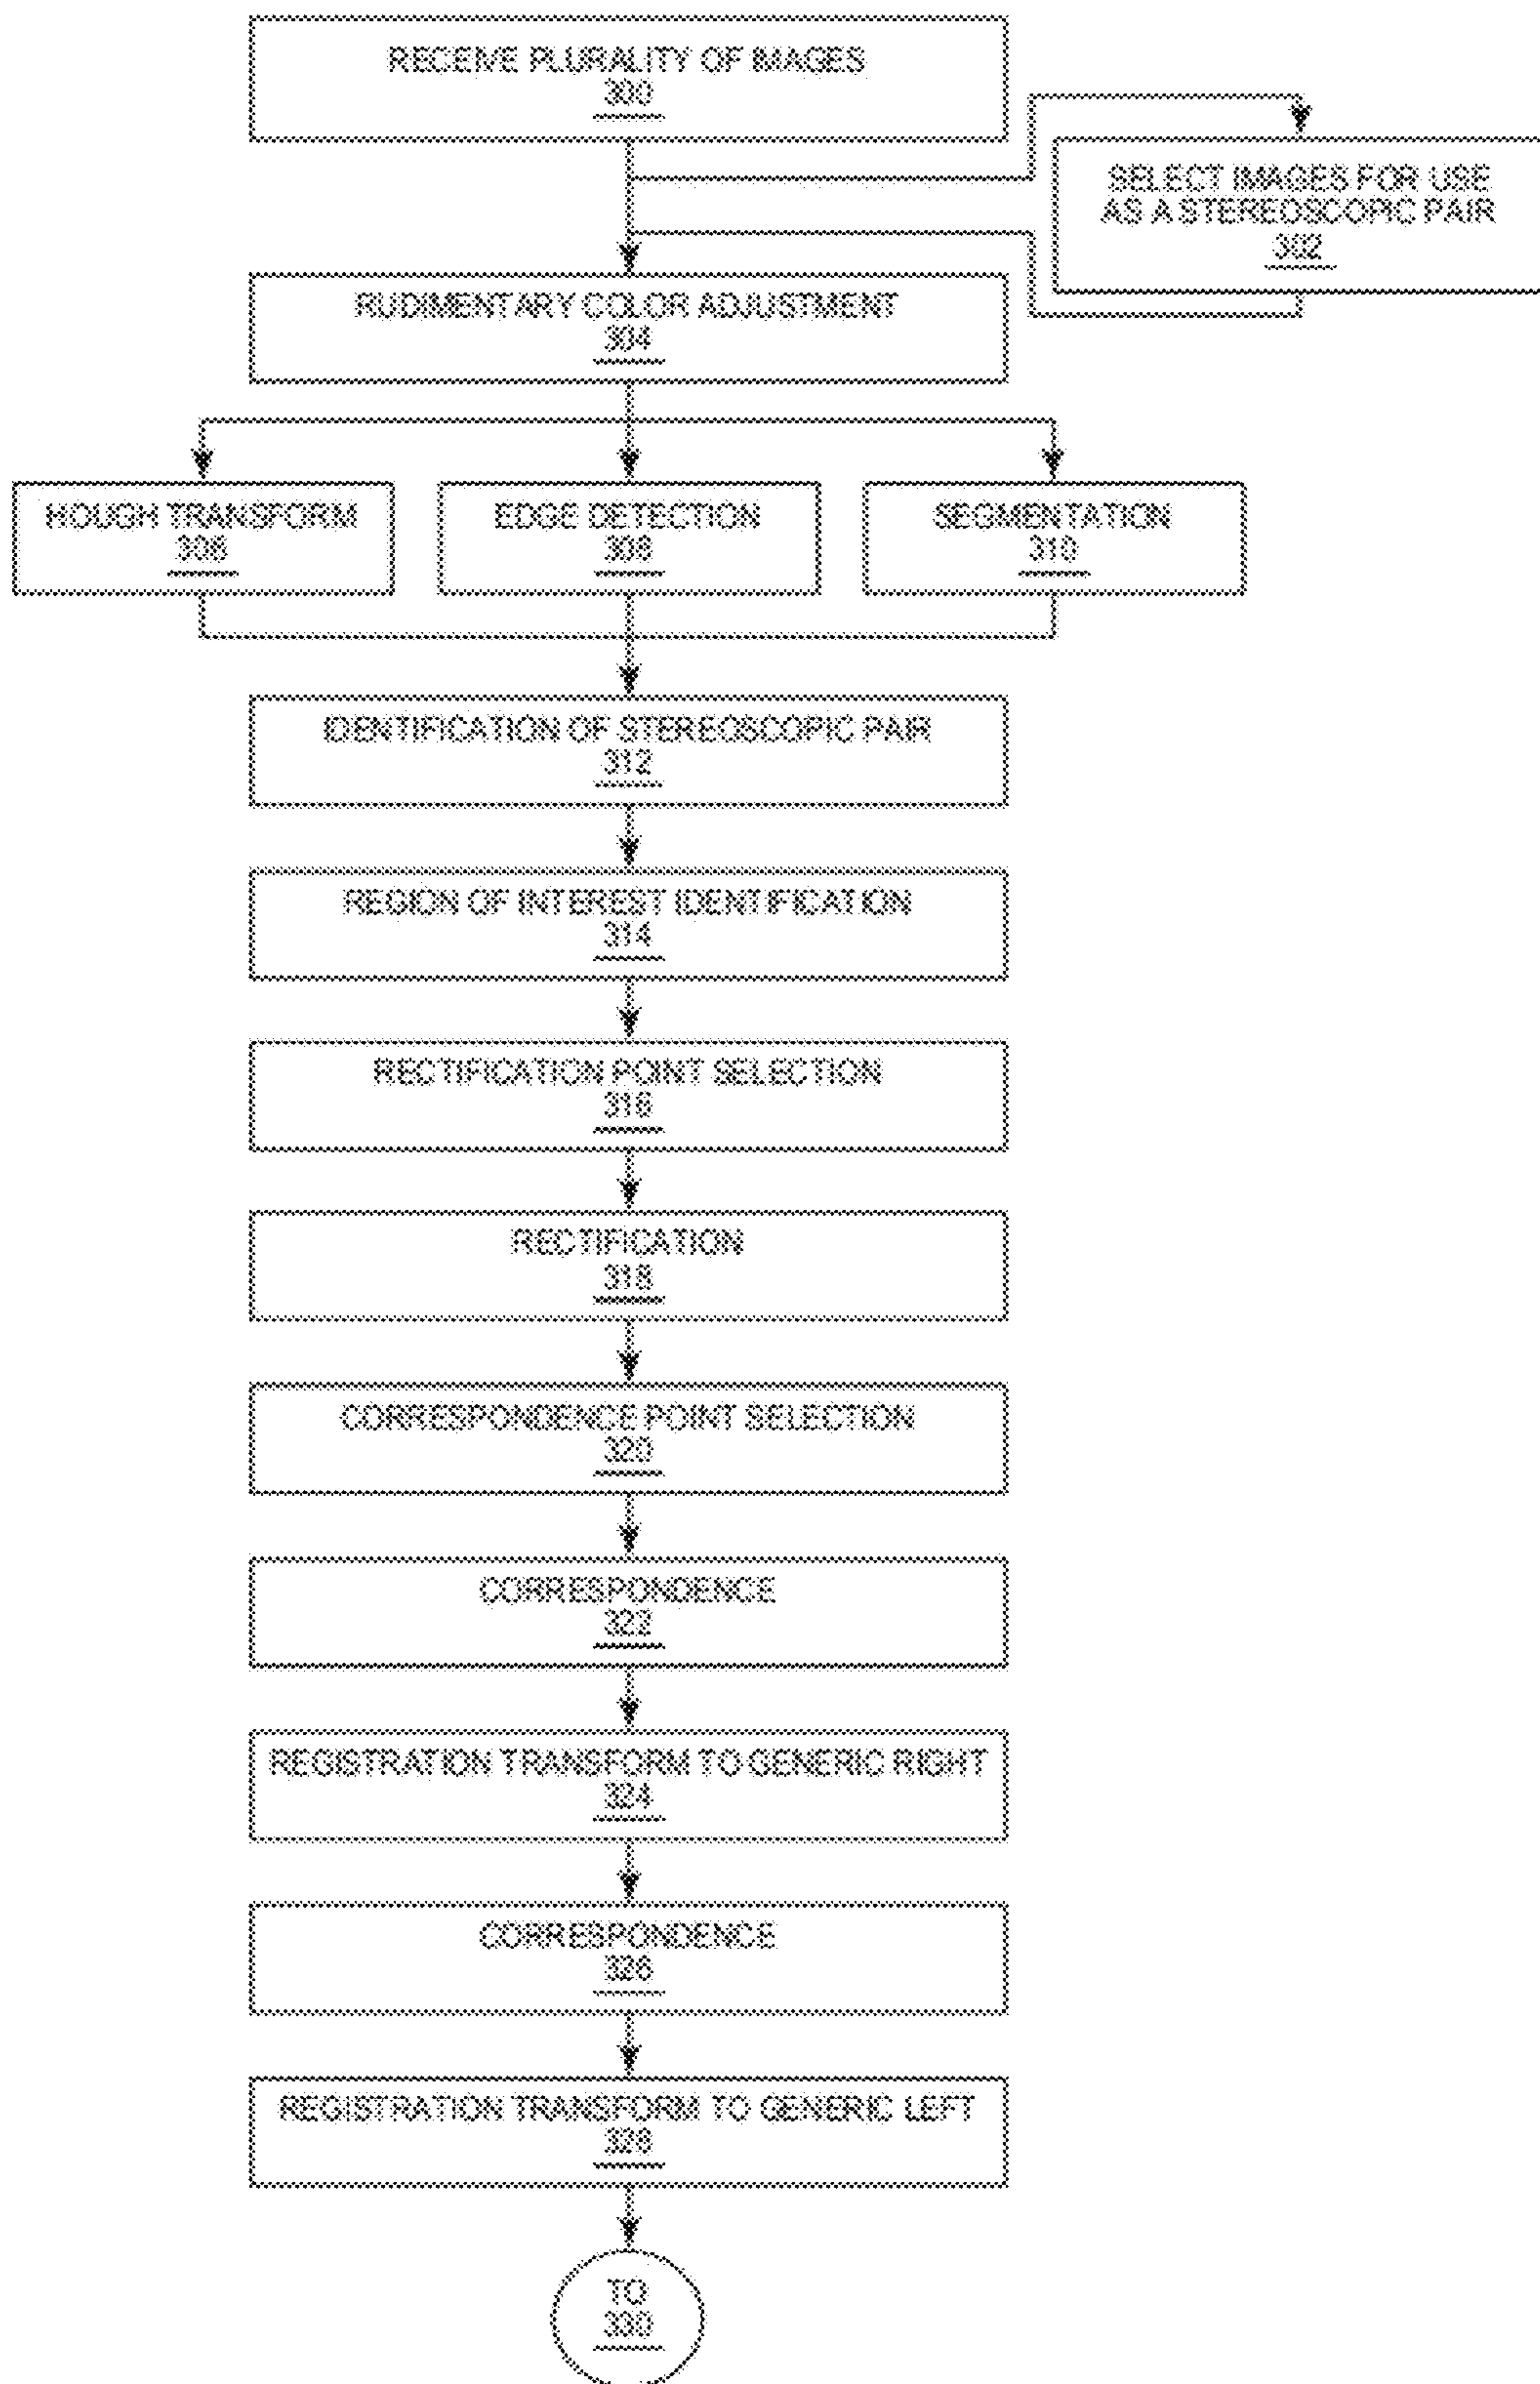 RECEIVE PLURALITY OF IMAGES
300
SELECT IMAGES FOR USE
AS A STEREOSCOPIC PAIR
302
RUDIMENTARY COLOR ADJUSTMENT
304
HOUGH TRANSFORM
306
EDGE DETECTION
308
SEGMENTATION
310
IDENTIFICATION OF STEREOSCOPIC PAIR
312
REGION OF INTEREST IDENTIFICATION
314
RECTIFICATION POINT SELECTION
316
RECTIFICATION
318
CORRESPONDENCE POINT SELECTION
320
CORRESPONDENCE
322
REGISTRATION TRANSFORM TO GENERIC RIGHT
324
CORRESPONDENCE
326
REGISTRATION TRANSFORM TO GENERIC LEFT
328
TO
330